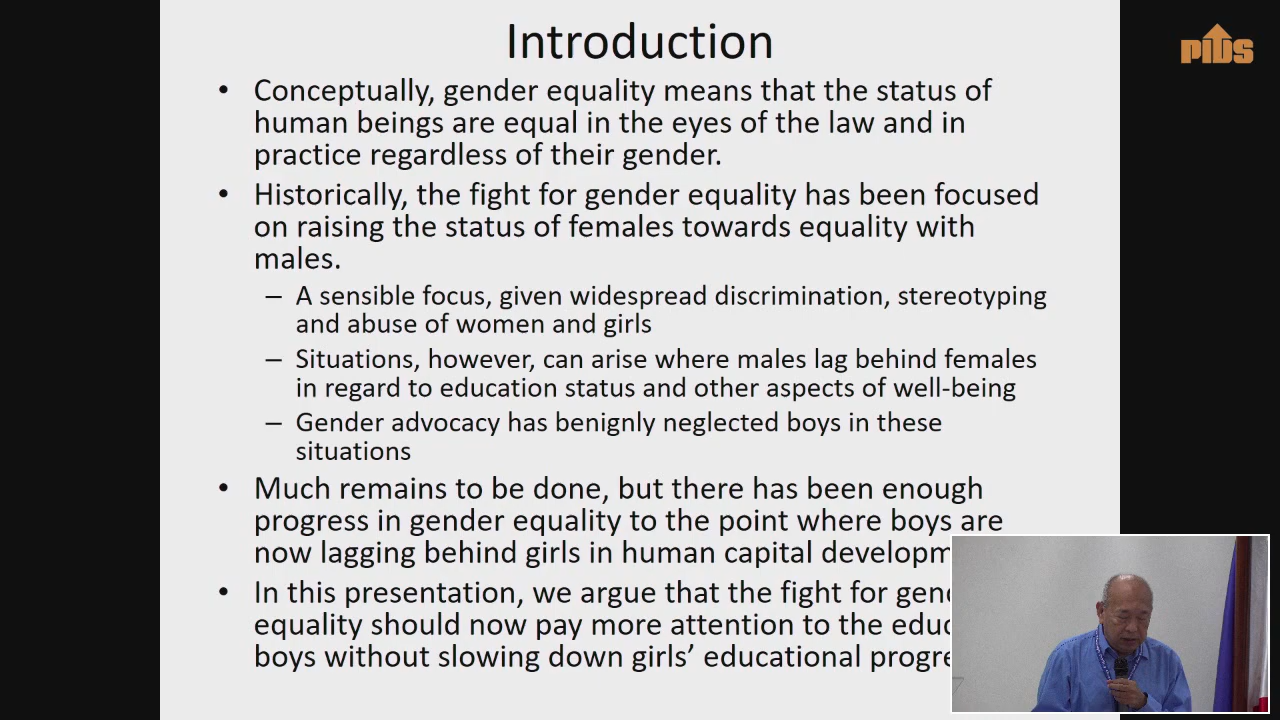 Introduction
PIDS
• Conceptually, gender equality means that the status of
human beings are equal in the eyes of the law and in
practice regardless of their gender.
• Historically, the fight for gender equality has been focused
on raising the status of females towards equality with
males.
– A sensible focus, given widespread discrimination, stereotyping
and abuse of women and girls
– Situations, however, can arise where males lag behind females
in regard to education status and other aspects of well-being
– Gender advocacy has benignly neglected boys in these
situations
• Much remains to be done, but there has been enough
progress in gender equality to the point where boys are
now lagging behind girls in human capital developm
• In this presentation, we argue that the fight for gen
equality should now pay more attention to the educ
boys without slowing down girls’ educational progre